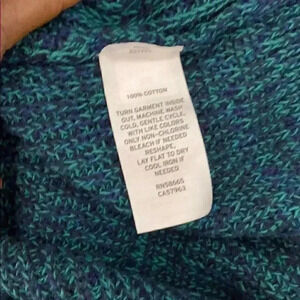 100% COTTON
TURN GARMENT INSIDE
OUT, MACHINE WASH
COLD, GENTLE CYCLE,
WITH LIKE COLORS
ONLY NON-CHLORINE
BLEACH IF NEEDED
RESHAPE,
LAY FLAT TO DRY
COOL IRON IF
NEEDED
RN58665
CA57963